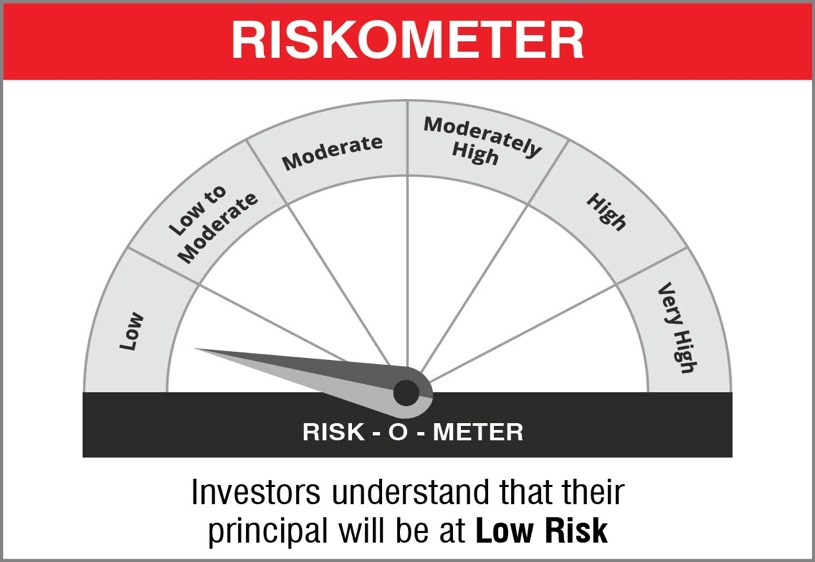 RISKOMETER
Low
Low to
Moderate
Moderate
Moderately
High
High
Very High
RISK - O - METER
Investors understand that their
principal will be at Low Risk